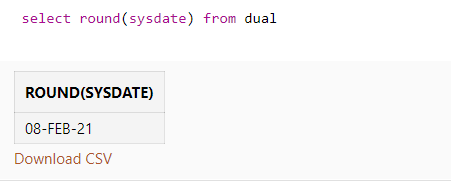 select round(sysdate) from dual
ROUND(SYSDATE)
08-FEB-21
Download CSV